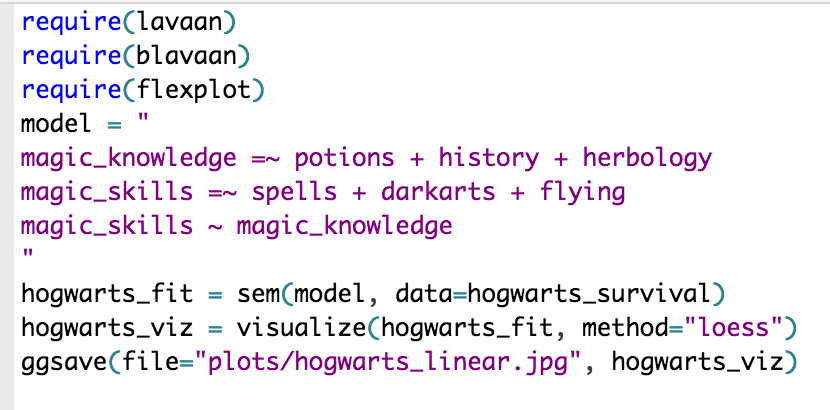 require(lavaan)
require(blavaan)
require(flexplot)
model = "
magic_knowledge =~ potions + history + herbology
magic_skills =~ spells + darkarts + flying
magic_skills ~ magic_knowledge
"
hogwarts_fit = sem(model, data=hogwarts_survival)
hogwarts_viz = visualize(hogwarts_fit, method="loess")
ggsave(file="plots/hogwarts_linear.jpg", hogwarts_viz)